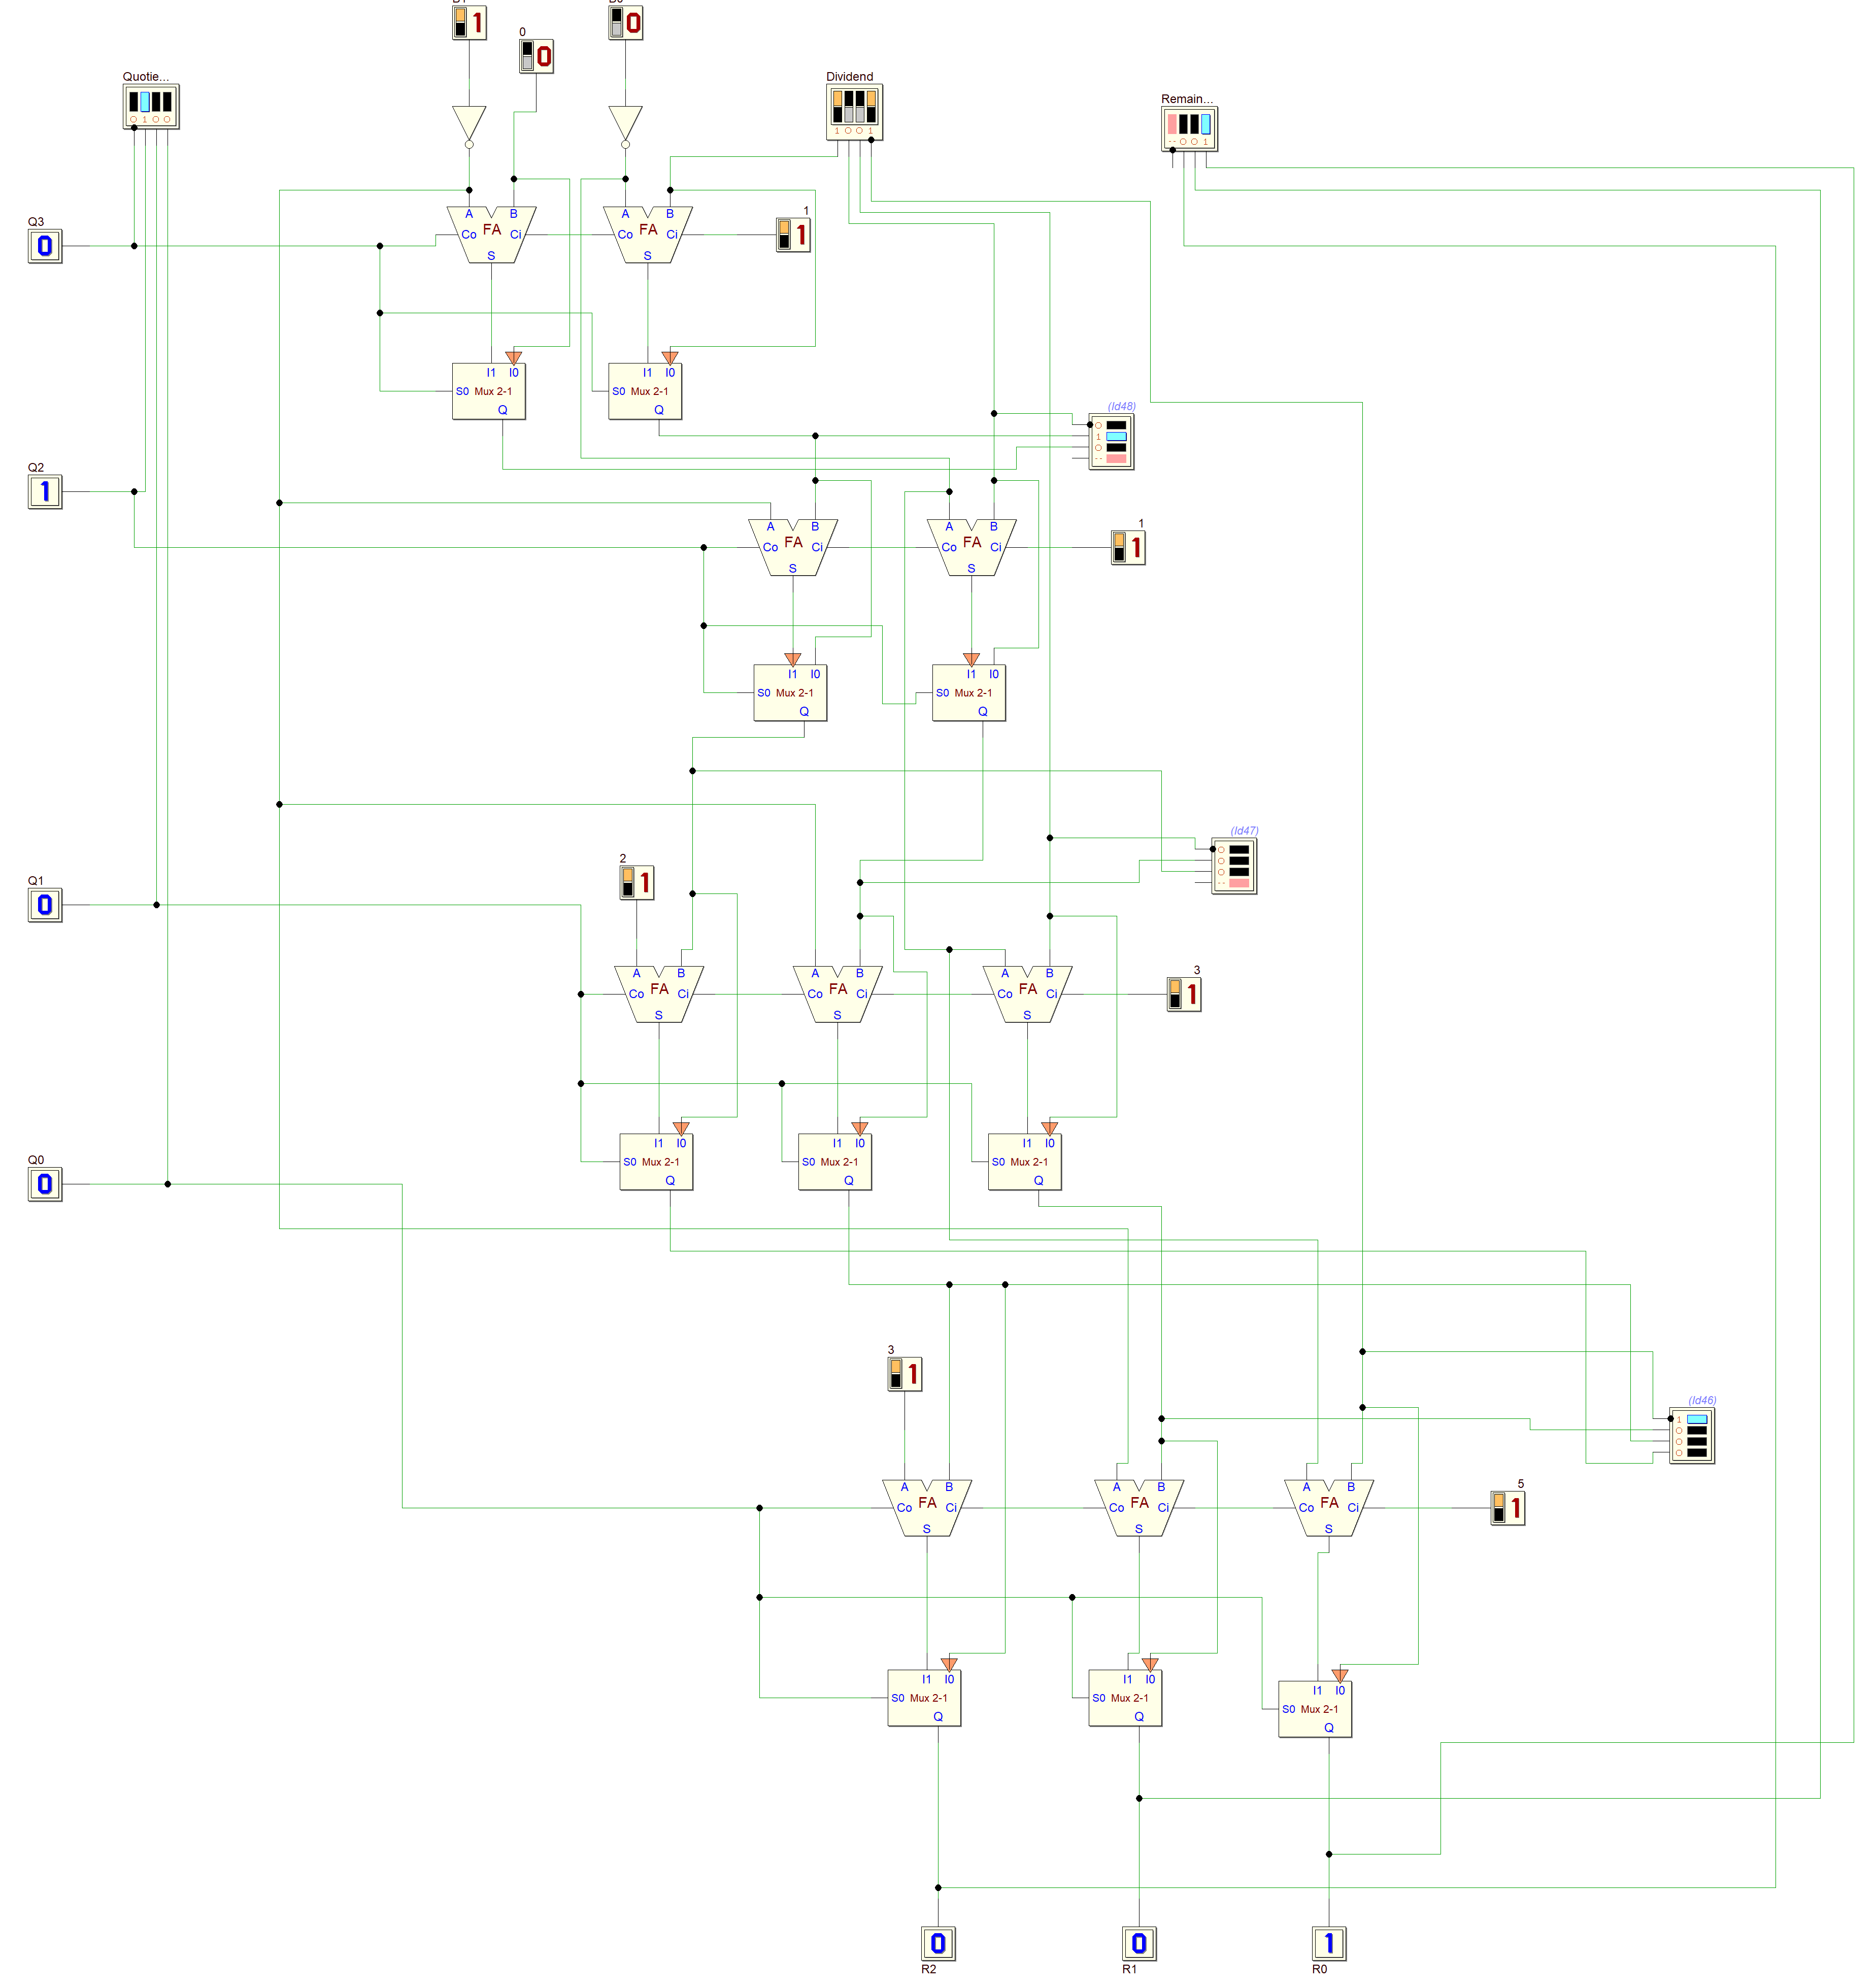 1
0
0
0
Quotie...
0 1 0 0
Dividend
1 0 0 1
Remain...
-- 0 0 1
Q3
0
A B
Co FA Ci
S
A B
Co FA Ci
S
1
1
I1 I0
S0 Mux 2-1
Q
I1 I0
S0 Mux 2-1
Q
(Id48)
0
1
0
--
Q2
1
A B
Co FA Ci
S
A B
Co FA Ci
S
1
1
I1 I0
S0 Mux 2-1
Q
I1 I0
S0 Mux 2-1
Q
(Id47)
0
0
0
--
2
1
Q1
0
A B
Co FA Ci
S
A B
Co FA Ci
S
A B
Co FA Ci
S
3
1
I1 I0
S0 Mux 2-1
Q
I1 I0
S0 Mux 2-1
Q
I1 I0
S0 Mux 2-1
Q
Q0
0
3
1
(Id46)
1
0
0
0
A B
Co FA Ci
S
A B
Co FA Ci
S
A B
Co FA Ci
S
5
1
I1 I0
S0 Mux 2-1
Q
I1 I0
S0 Mux 2-1
Q
I1 I0
S0 Mux 2-1
Q
0
R2
0
R1
1
R0